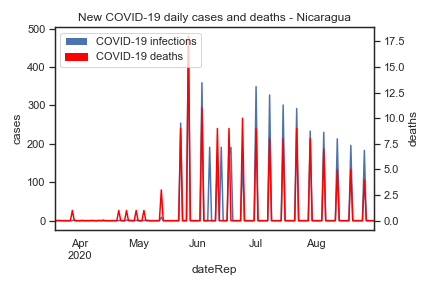 New COVID-19 daily cases and deaths - Nicaragua
COVID-19 infections
COVID-19 deaths
500
400
300
200
100
0
cases
17.5
15.0
12.5
10.0
7.5
5.0
2.5
0.0
deaths
Apr
2020
May
Jun
Jul
Aug
dateRep